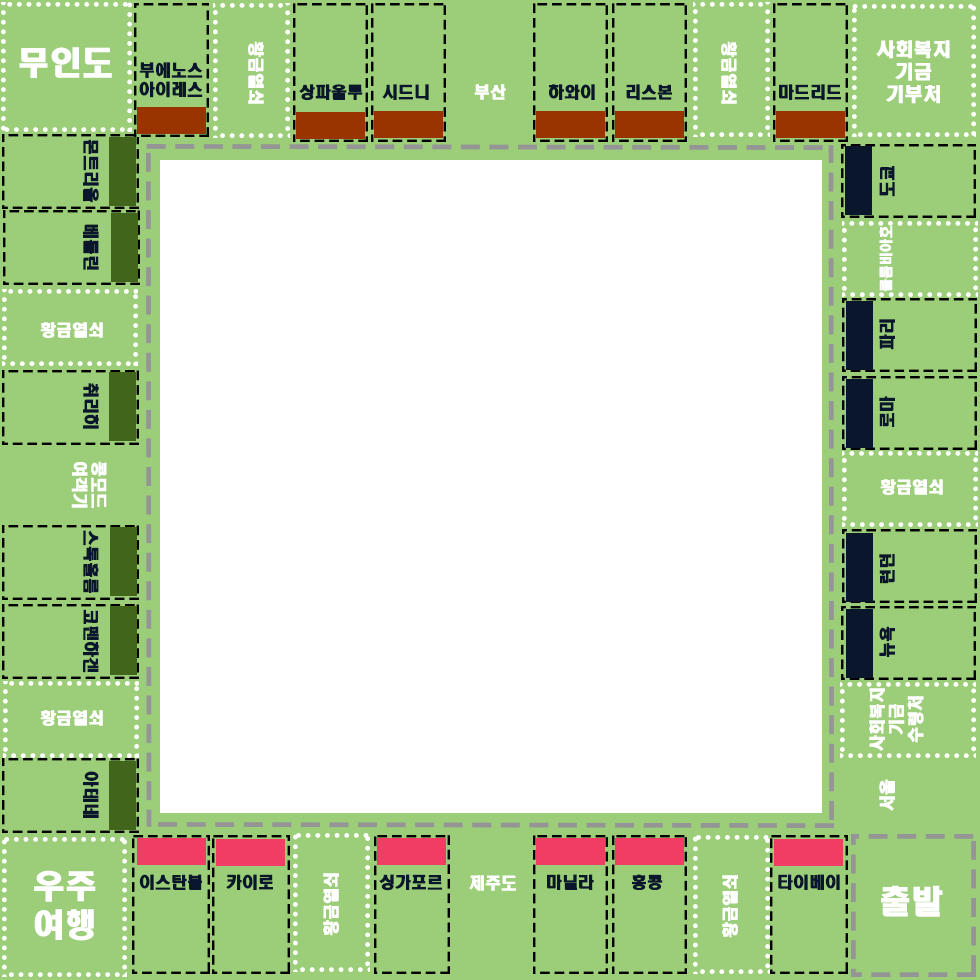 무인도
부에노스
아이레스
황금열쇠
상파울루
시드니
부산
하와이
리스본
황금열쇠
마드리드
사회복지
기금
기부처
몬트리올
베를린
황금열쇠
취리히
콩모드
여객기
스톡홀름
코펜하겐
황금열쇠
아테네
도쿄
콜롬비아호
파리
로마
황금열쇠
런던
뉴욕
사회복지
기금
수령처
서울
우주
여행
이스탄불
카이로
황금열쇠
싱가포르
제주도
마닐라
홍콩
황금열쇠
타이베이
출발